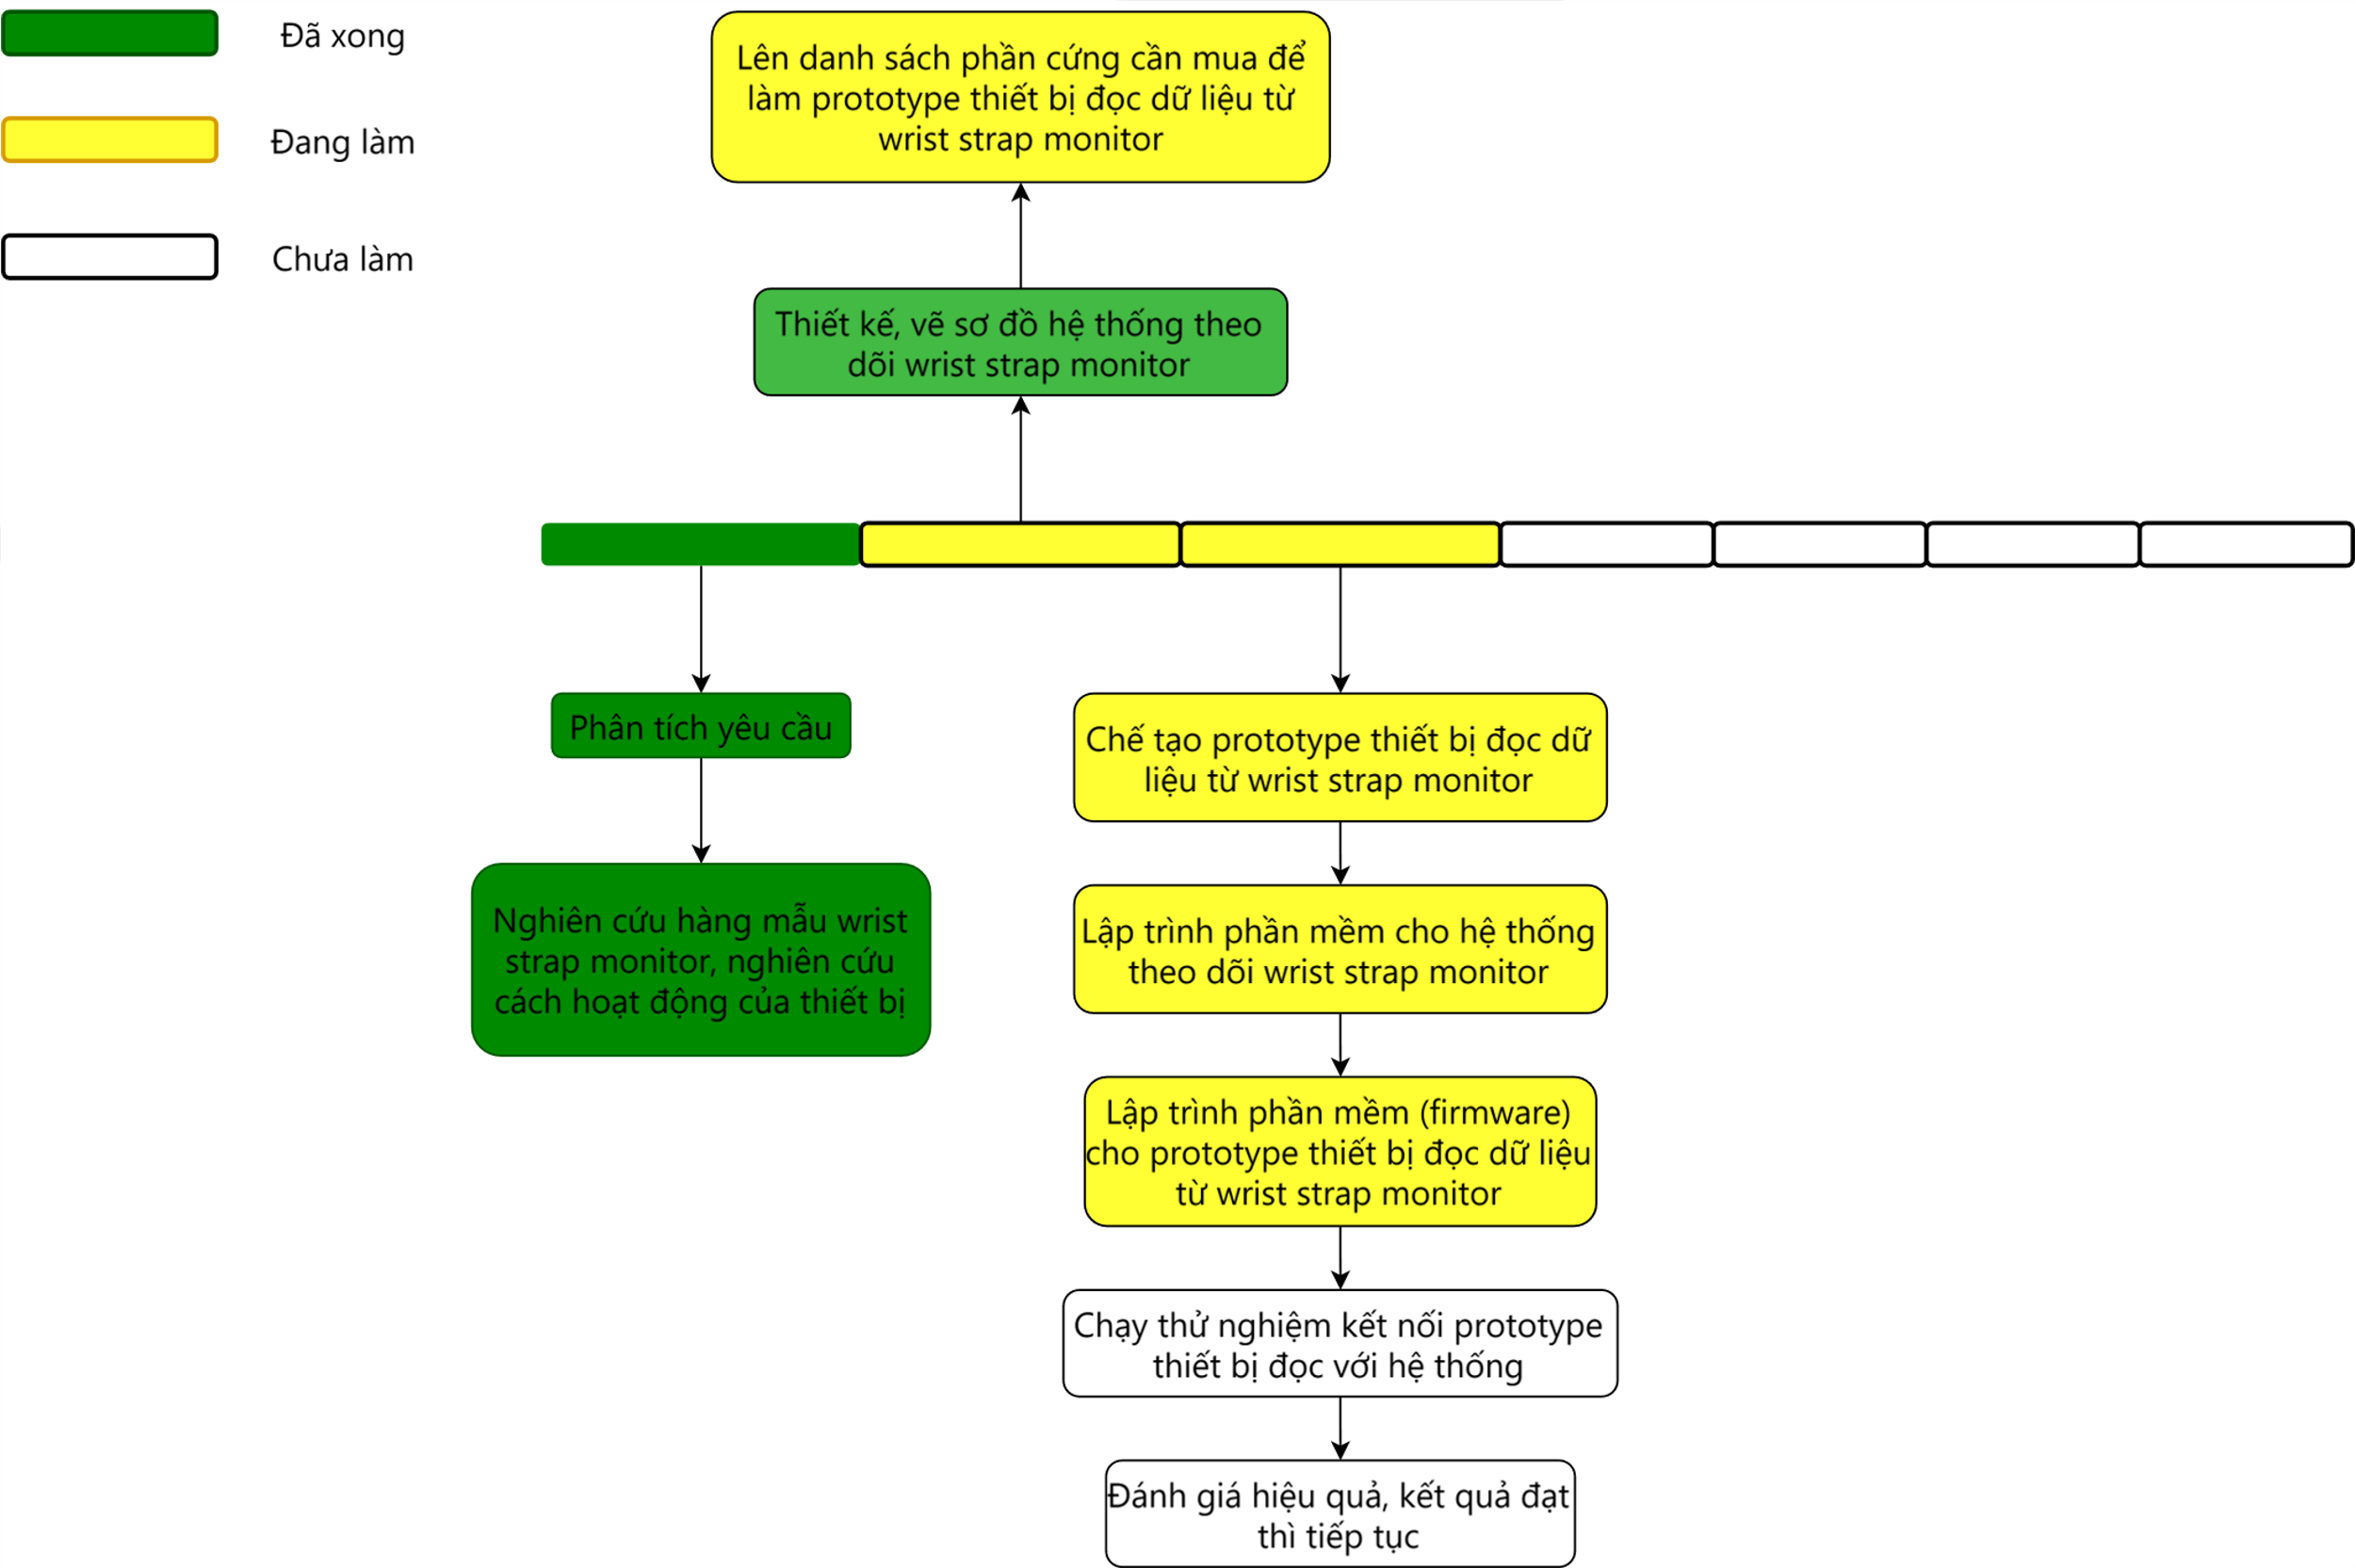 Đã xong
Đang làm
Chưa làm
Lên danh sách phần cứng cần mua để
làm prototype thiết bị đọc dữ liệu từ
wrist strap monitor
Thiết kế, vẽ sơ đồ hệ thống theo
dõi wrist strap monitor
Phân tích yêu cầu
Nghiên cứu hàng mẫu wrist
strap monitor, nghiên cứu
cách hoạt động của thiết bị
Chế tạo prototype thiết bị đọc dữ
liệu từ wrist strap monitor
Lập trình phần mềm cho hệ thống
theo dõi wrist strap monitor
Lập trình phần mềm (firmware)
cho prototype thiết bị đọc dữ liệu
từ wrist strap monitor
Chạy thử nghiệm kết nối prototype
thiết bị đọc với hệ thống
Đánh giá hiệu quả, kết quả đạt
thì tiếp tục